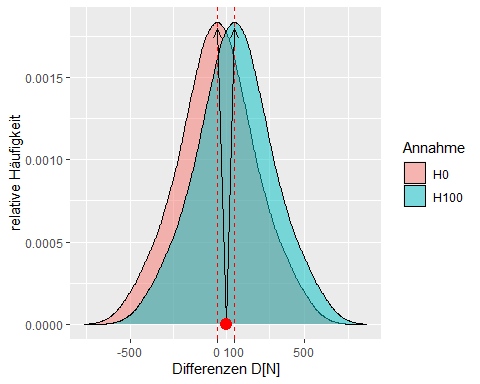 0.0015
0.0010
0.0005
0.0000
relative Häufigkeit
-500 0 100 500
Differenzen D[N]
Annahme
H0
H100